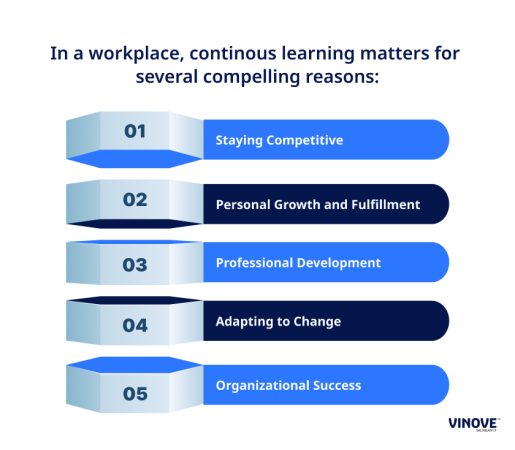 In a workplace, continous learning matters for
several compelling reasons:
01
Staying Competitive
02
Personal Growth and Fulfillment
03
Professional Development
04
Adapting to Change
05
Organizational Success
VINOVE